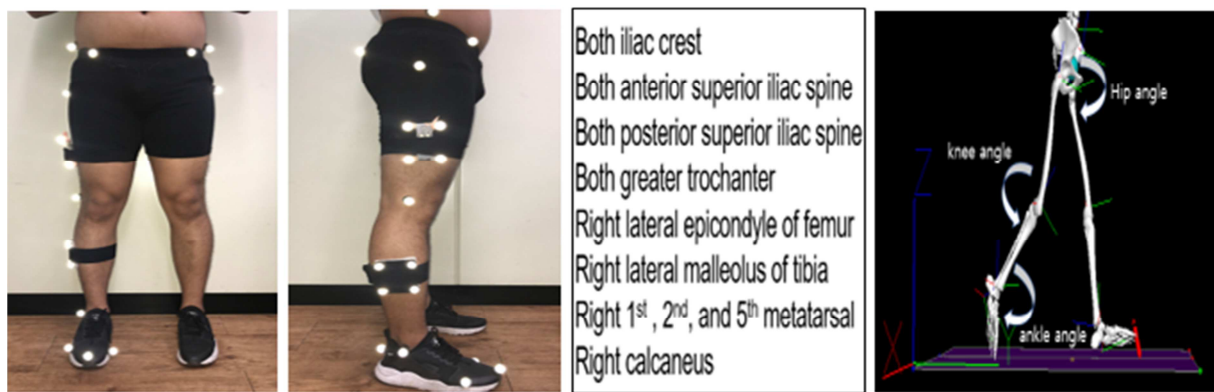 Both iliac crest
Both anterior superior iliac spine
Both posterior superior iliac spine
Both greater trochanter
Right lateral epicondyle of femur
Right lateral malleolus of tibia
Right 1st , 2nd, and 5th metatarsal
Right calcaneus
Hip angle
knee angle
ankle angle
X
Y
Z